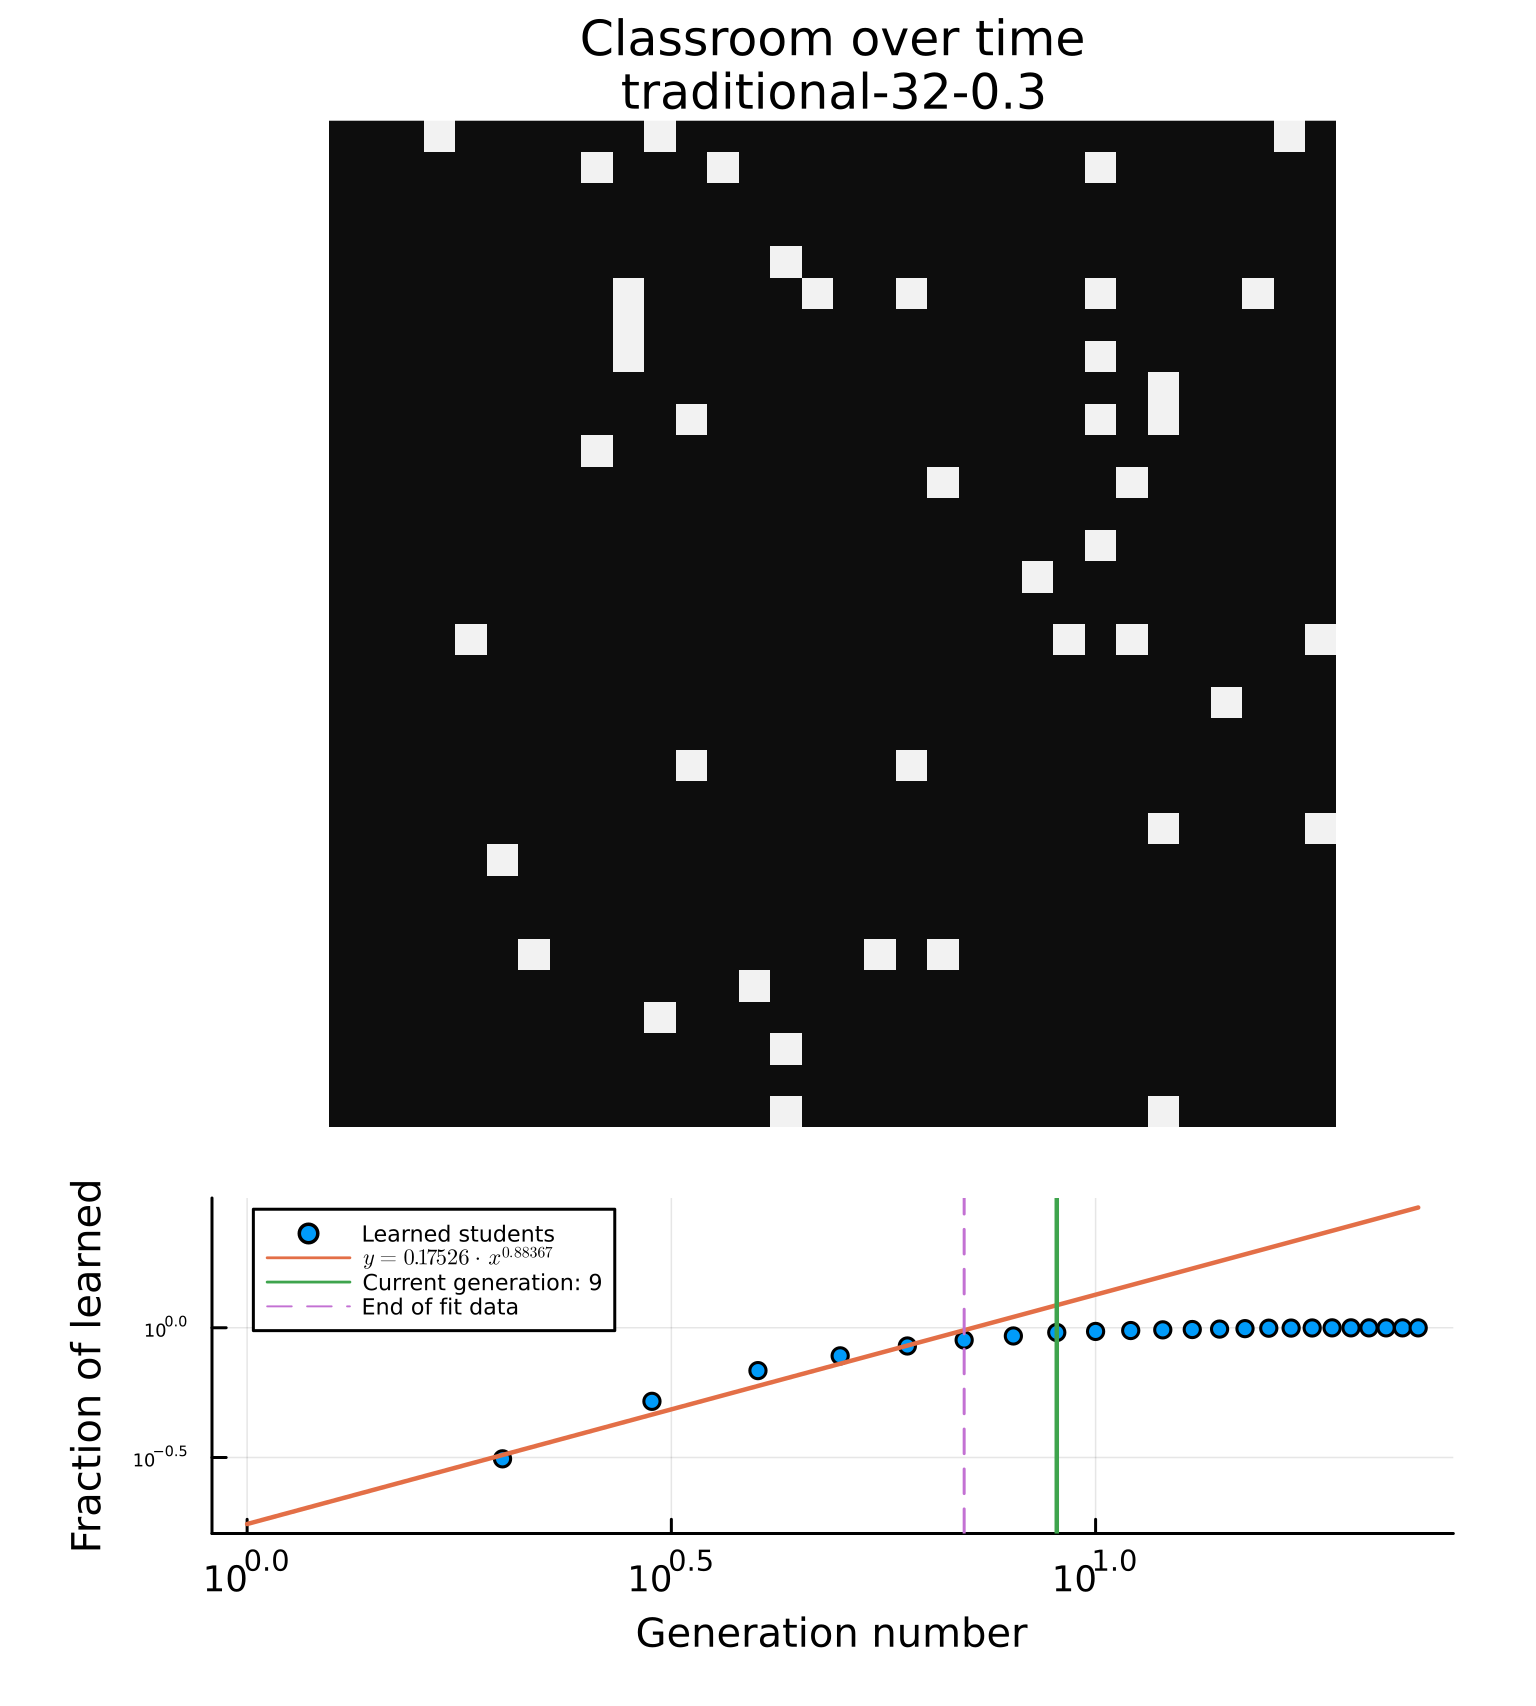 Classroom over time
traditional-32-0.3
Fraction of learned
Learned students
y = 0.17526 · x^0.88367
Current generation: 9
End of fit data
10^0.0
10^−0.5
10^0.0
10^0.5
10^1.0
Generation number